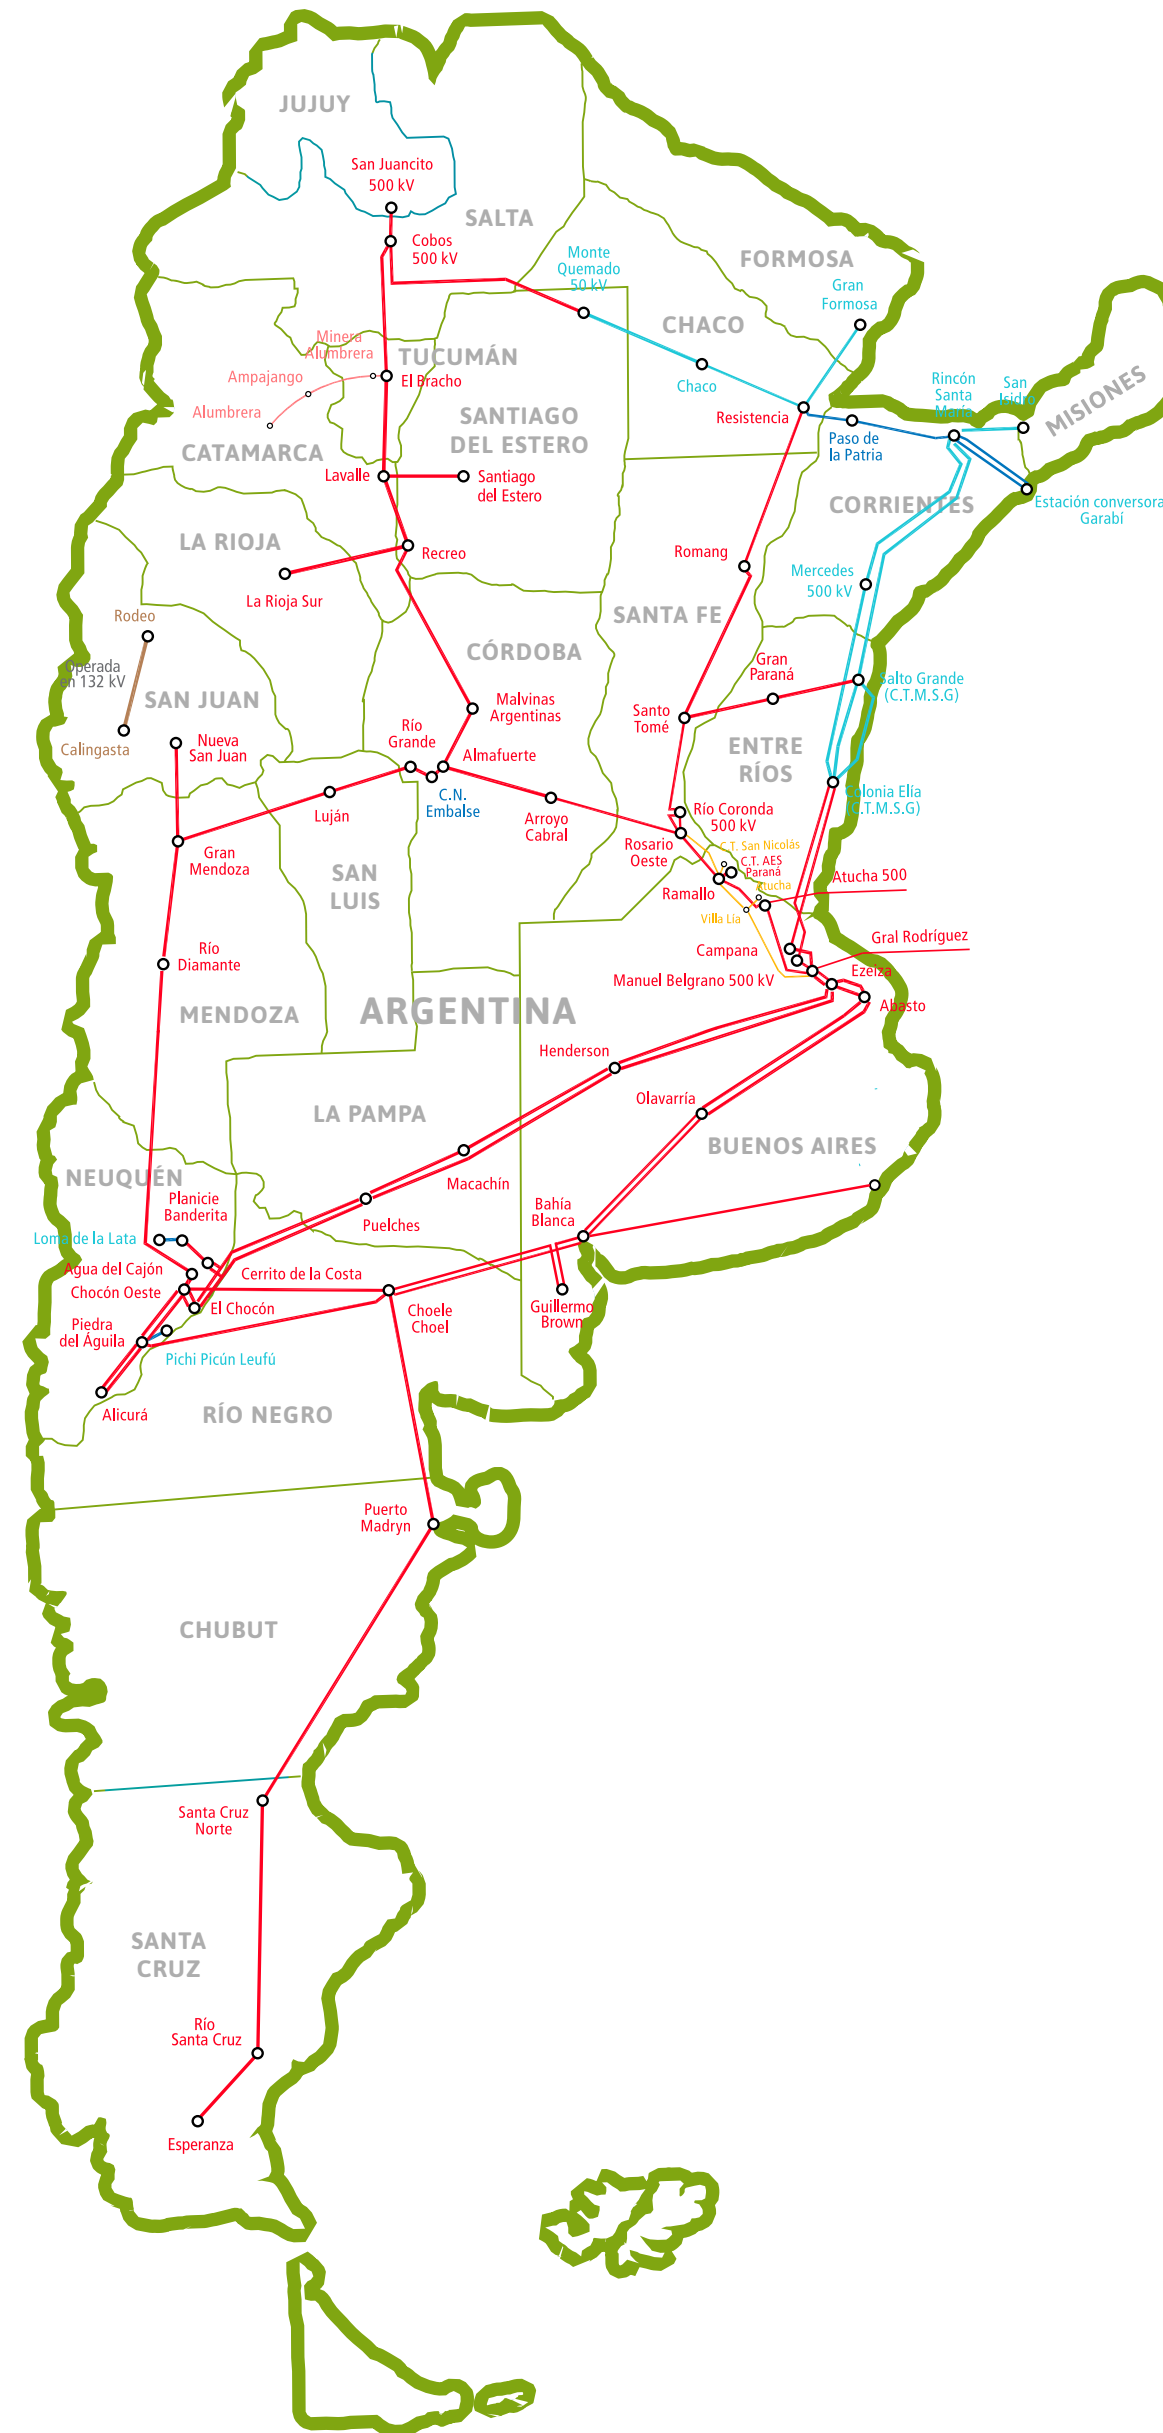 JUJUY
San Juancito
500 kV
SALTA
Cobos
500 kV
Monte
Quemado
50 kV
FORMOSA
Gran
Formosa
CHACO
Chaco
Minera
Alumbrera
TUCUMÁN
Ampajango
El Bracho
Alumbrera
Resistencia
Rincón
Santa
María
San
Isidro
MISIONES
SANTIAGO
DEL ESTERO
CATAMARCA
Paso de
la Patria
Lavalle
Santiago
del Estero
CORRIENTES
Estación conversora
Garabí
LA RIOJA
Recreo
Romang
La Rioja Sur
Mercedes
500 kV
Rodeo
SANTA FE
Operada
en 132 kV
CÓRDOBA
Gran
Paraná
Salto Grande
(C.T.M.S.G)
SAN JUAN
Malvinas
Argentinas
Santo
Tomé
Calingasta
Nueva
San Juan
Río
Grande
Almafuerte
ENTRE
RÍOS
C.N.
Embalse
Colonia Elía
(C.T.M.S.G)
Luján
Arroyo
Cabral
Río Coronda
500 kV
Gran
Mendoza
Rosario
Oeste
C.T. San Nicolás
C.T. AES
Paraná
SAN
LUIS
Ramallo
Atucha
Atucha 500
Villa Lía
Río
Diamante
Campana
Gral Rodríguez
Manuel Belgrano 500 kV
Ezeiza
MENDOZA
ARGENTINA
Abasto
Henderson
Olavarría
LA PAMPA
BUENOS AIRES
NEUQUÉN
Macachín
Planicie
Banderita
Puelches
Bahía
Blanca
Loma de la Lata
Agua del Cajón
Cerrito de la Costa
Chocón Oeste
El Chocón
Choele
Choel
Guillermo
Brown
Piedra
del Águila
Pichi Picún Leufú
Alicurá
RÍO NEGRO
Puerto
Madryn
CHUBUT
Santa Cruz
Norte
SANTA
CRUZ
Río
Santa Cruz
Esperanza